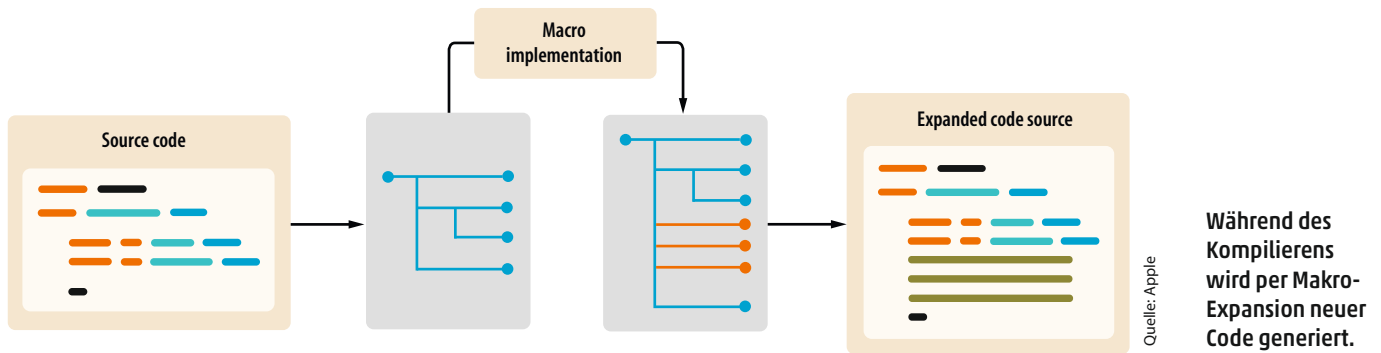 Macro
implementation
Source code
Expanded code source
Quelle: Apple
Während des
Kompilierens
wird per Makro-
Expansion neuer
Code generiert.